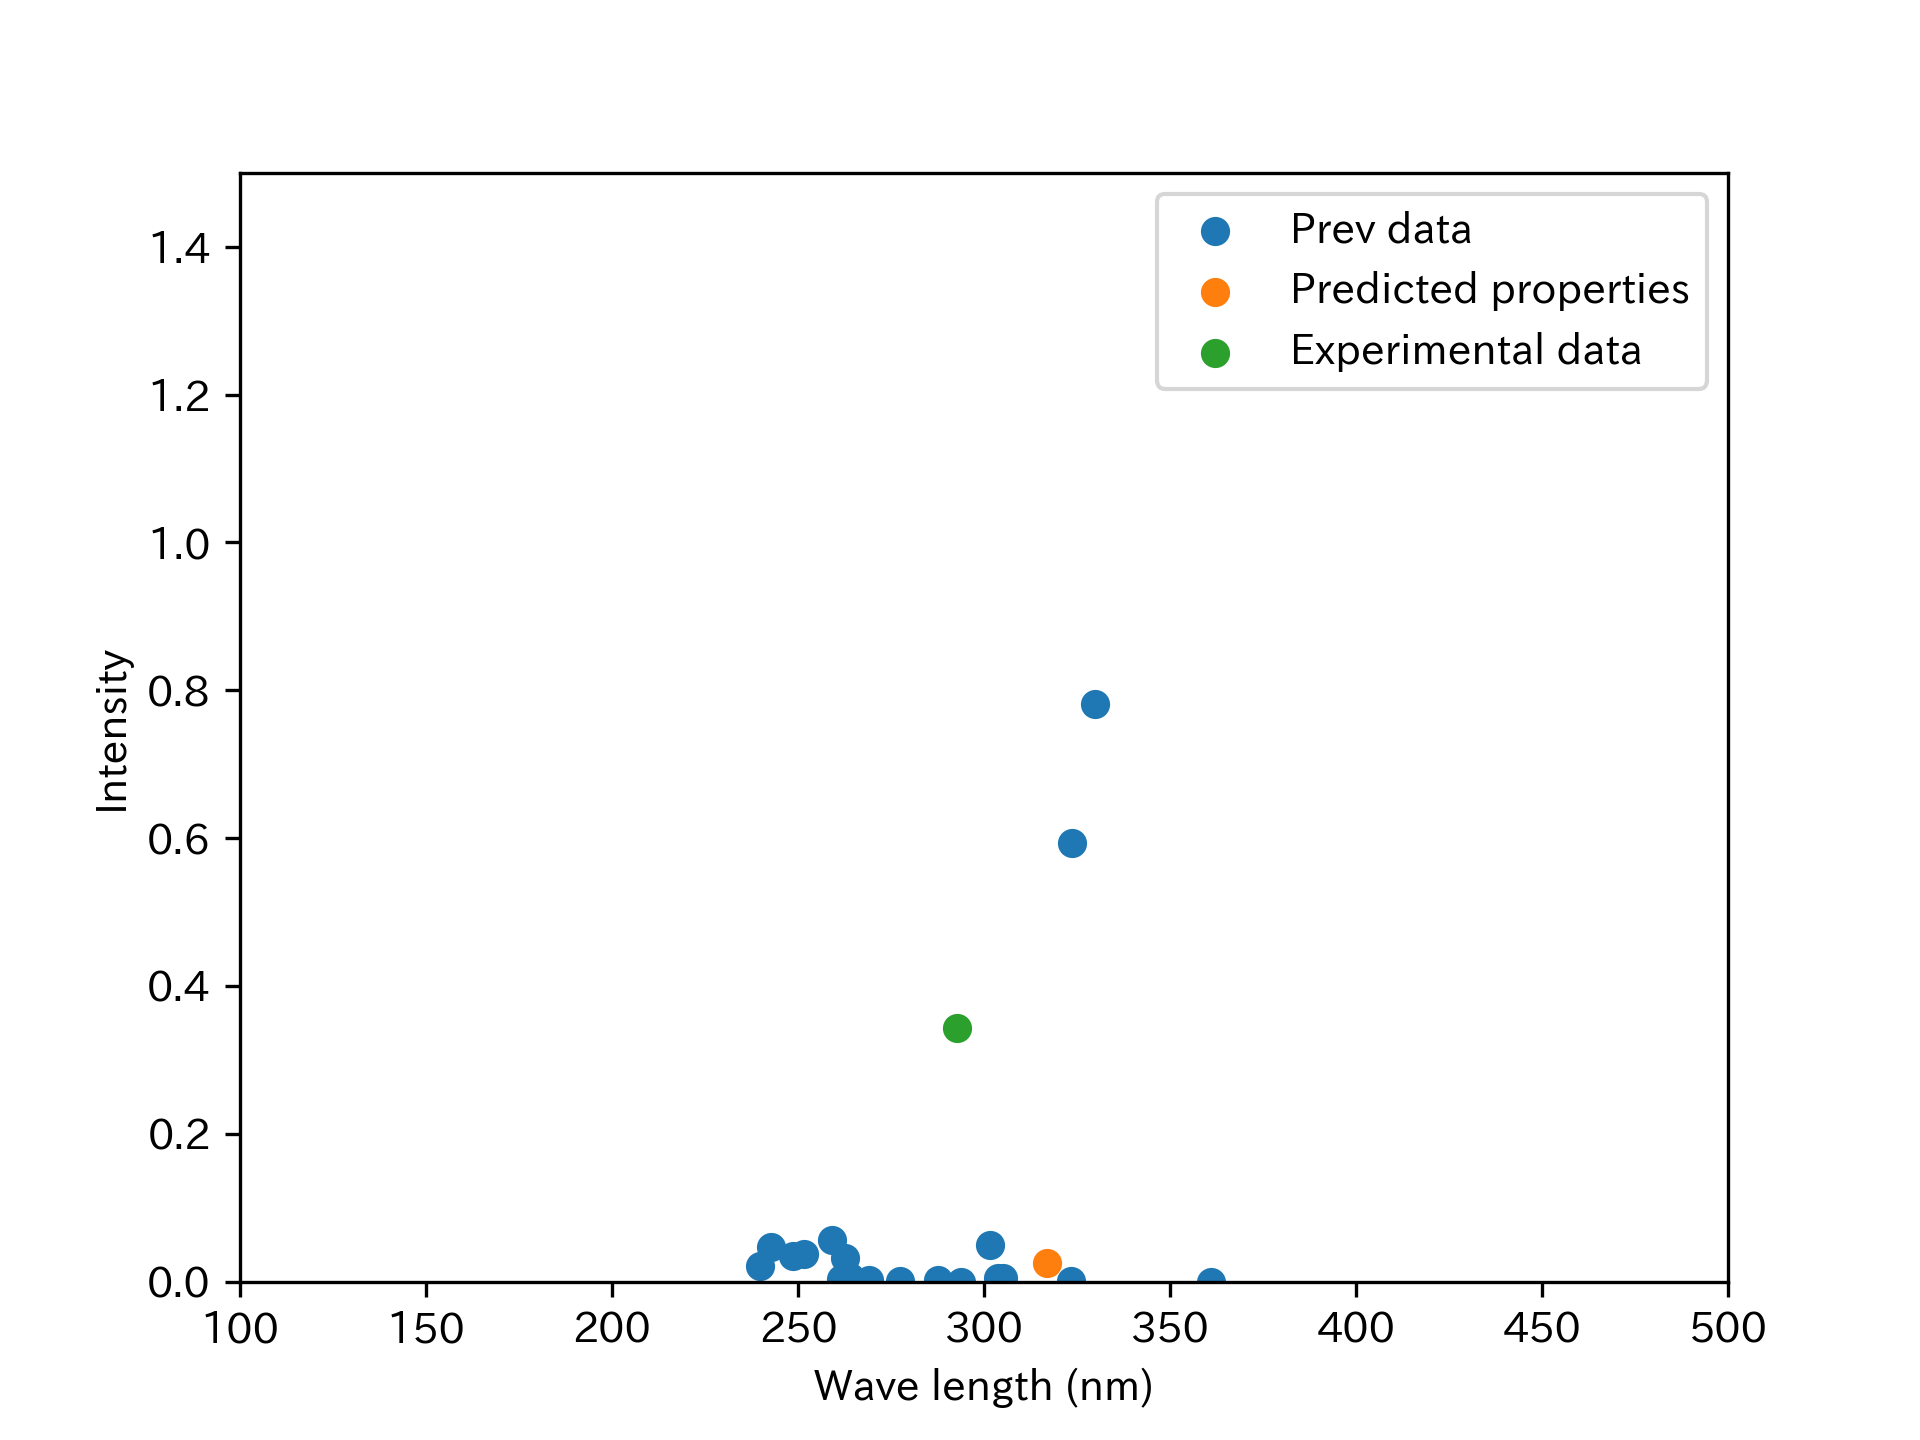 Prev data
Predicted properties
Experimental data
1.4
1.2
1.0
0.8
0.6
0.4
0.2
0.0
Intensity
100 150 200 250 300 350 400 450 500
Wave length (nm)